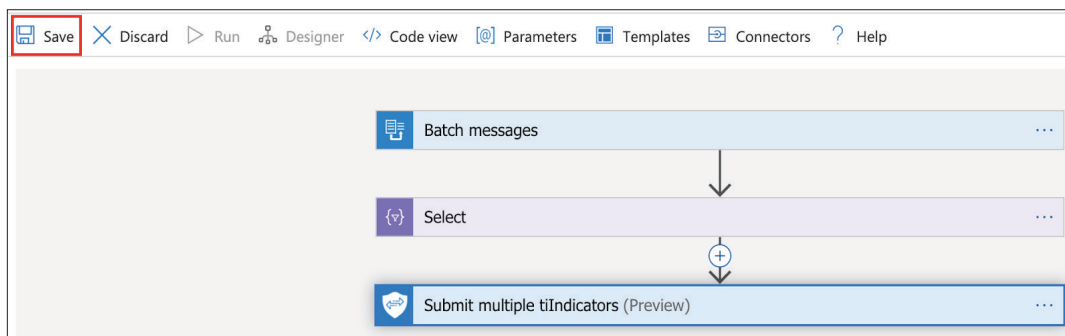 Save Discard Run Designer </> Code view [@] Parameters Templates Connectors ? Help
Batch messages ...
Select ...
Submit multiple tiIndicators (Preview) ...